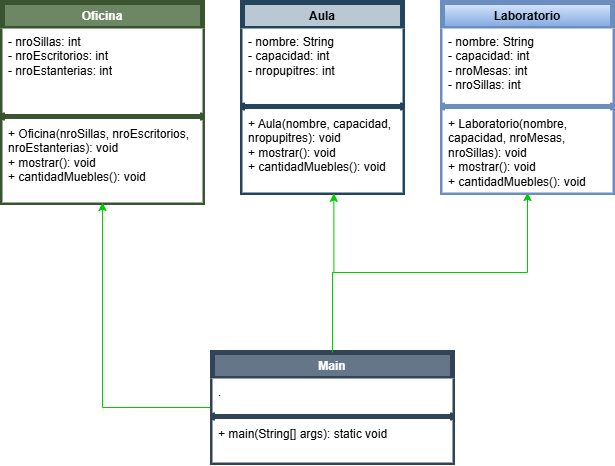 Oficina
- nroSillas: int
- nroEscritorios: int
- nroEstanterias: int
+ Oficina(nroSillas, nroEscritorios,
nroEstanterias): void
+ mostrar(): void
+ cantidadMuebles(): void
Aula
- nombre: String
- capacidad: int
- nropupitres: int
+ Aula(nombre, capacidad,
nropupitres): void
+ mostrar(): void
+ cantidadMuebles(): void
Laboratorio
- nombre: String
- capacidad: int
- nroMesas: int
- nroSillas: int
+ Laboratorio(nombre,
capacidad, nroMesas,
nroSillas): void
+ mostrar(): void
+ cantidadMuebles(): void
Main
.
+ main(String[] args): static void